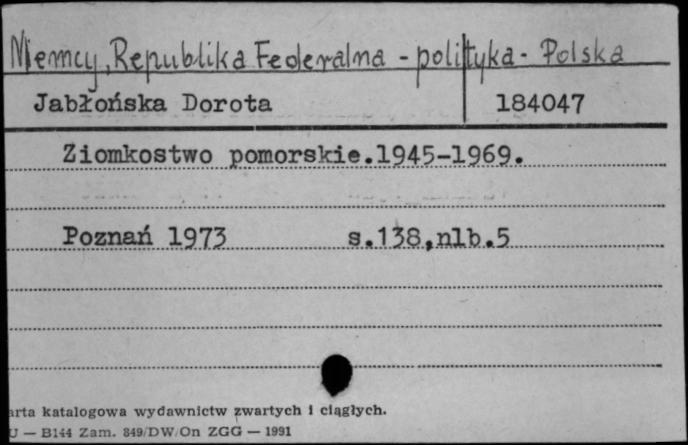 Niemcy, Republika Federalna - polityka - Polska
Jabłońska Dorota 184047
Ziomkostwo pomorskie.1945-1969.
Poznań 1973 s.138,nlb.5
arta katalogowa wydawnictw zwartych i ciągłych.
U — B144 Zam. 849/DW/On ZGG — 1991